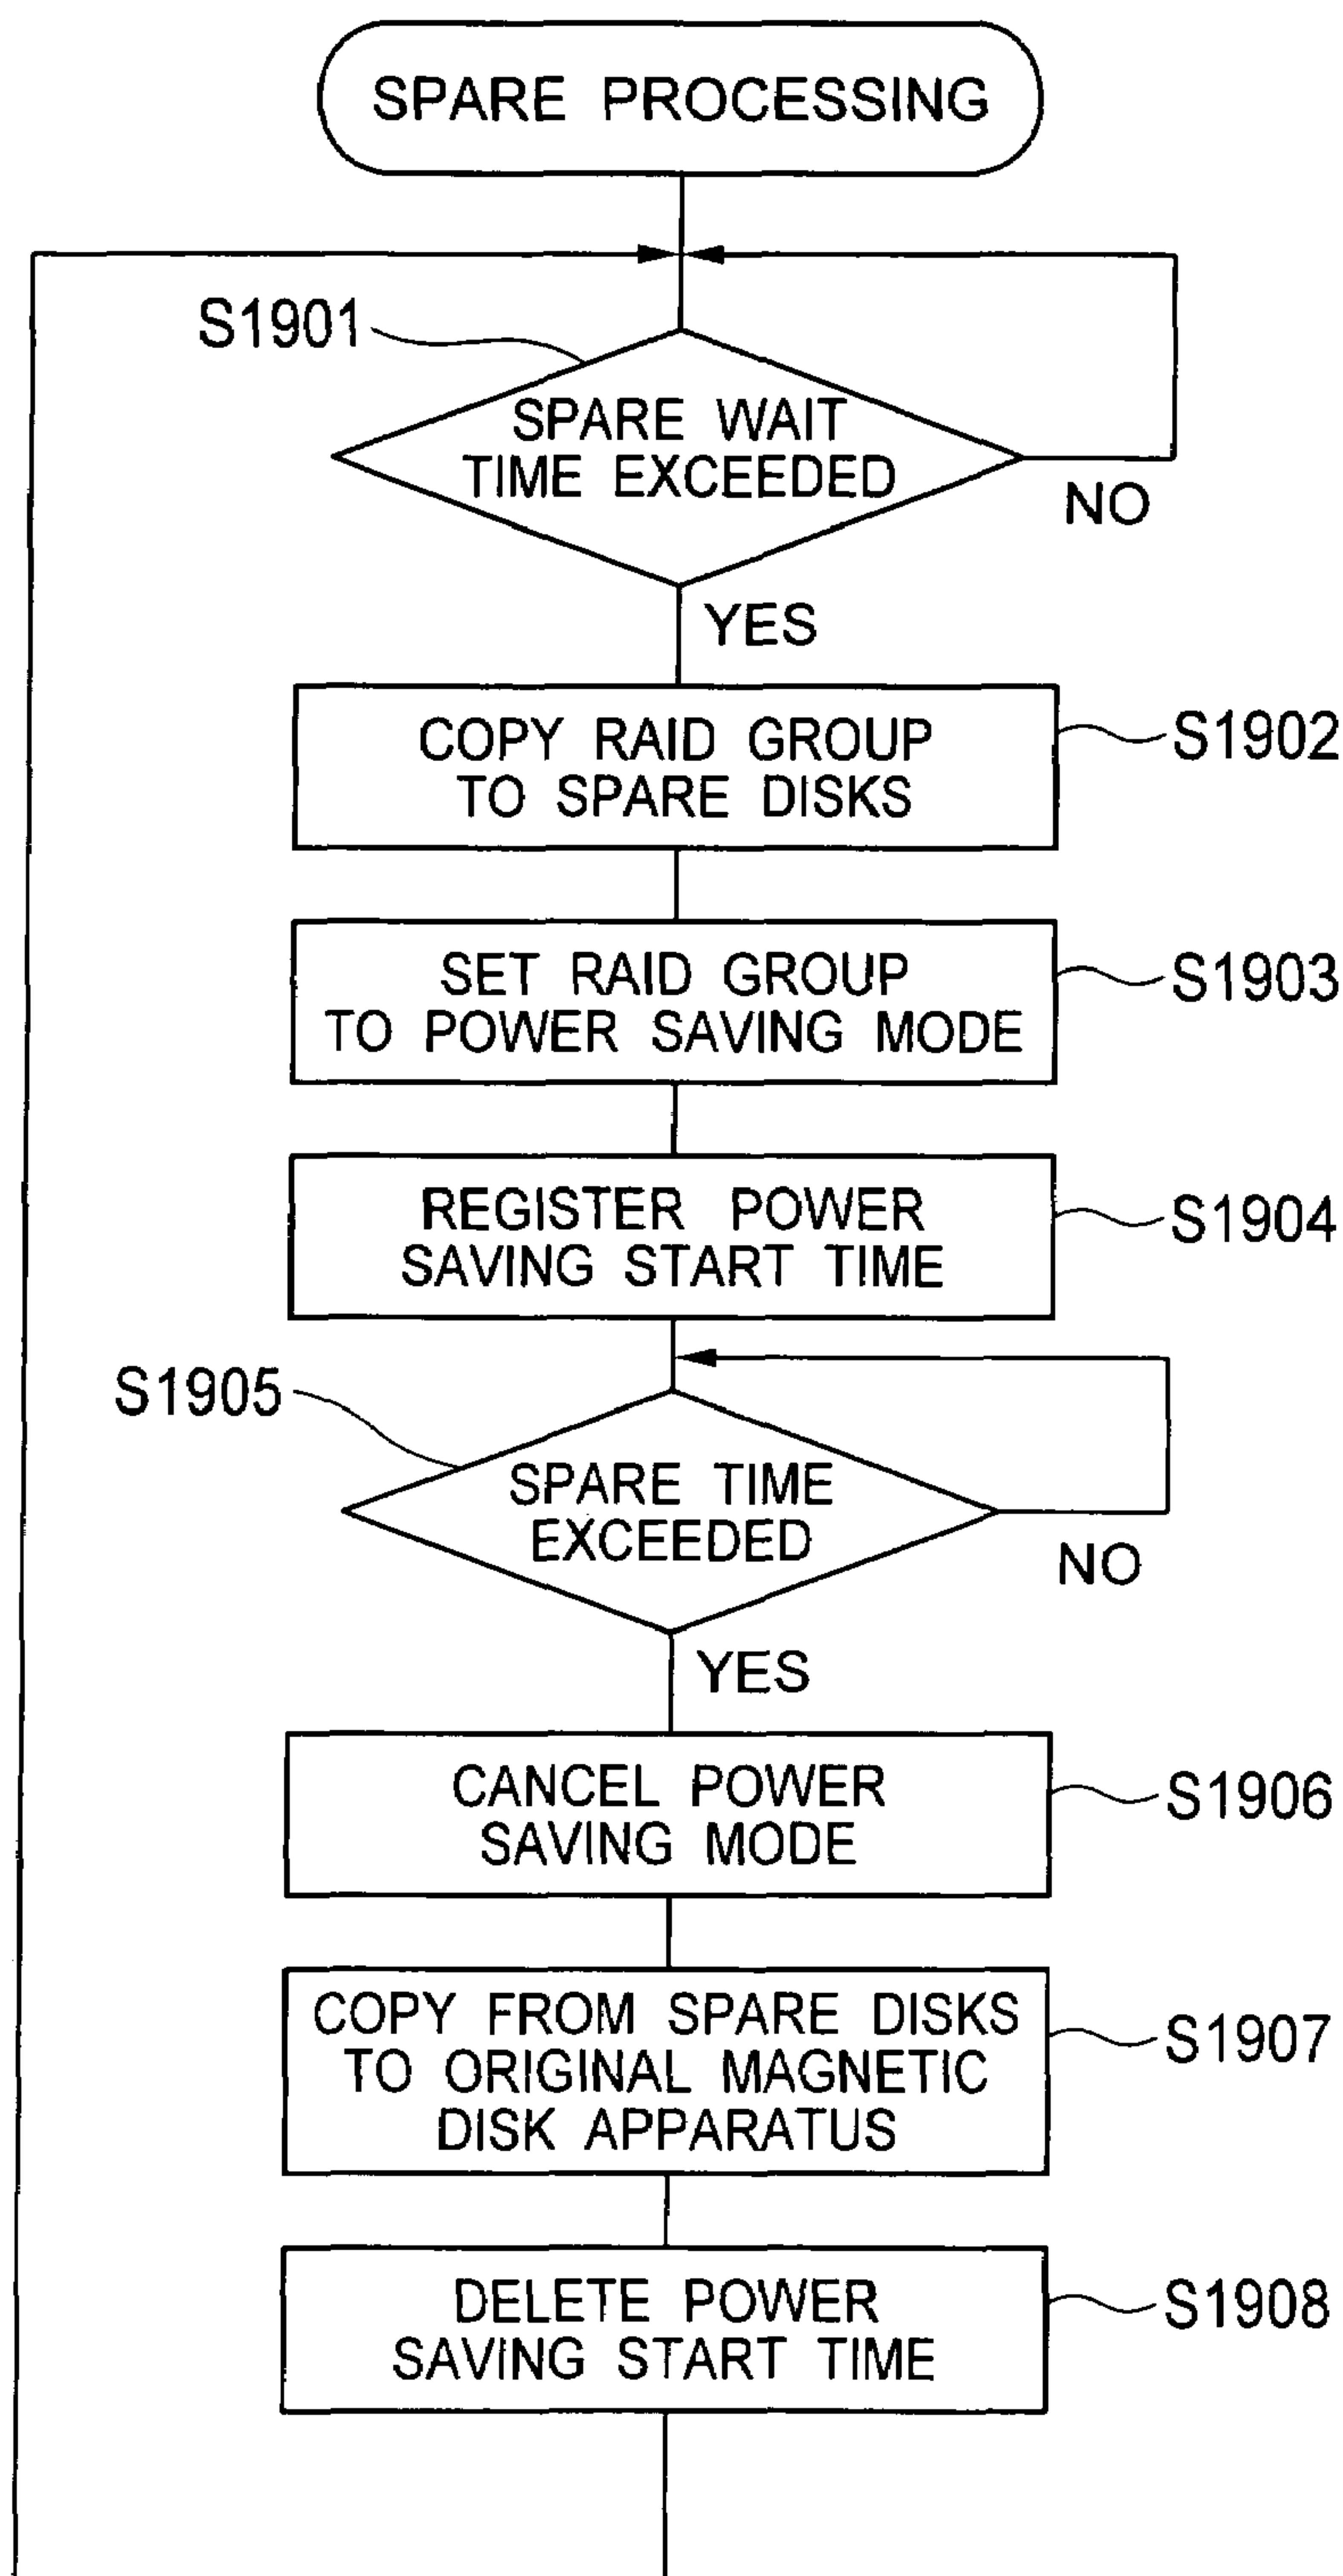 SPARE PROCESSING
S1901
SPARE WAIT
TIME EXCEEDED
NO
YES
COPY RAID GROUP
TO SPARE DISKS
S1902
SET RAID GROUP
TO POWER SAVING MODE
S1903
REGISTER POWER
SAVING START TIME
S1904
S1905
SPARE TIME
EXCEEDED
NO
YES
CANCEL POWER
SAVING MODE
S1906
COPY FROM SPARE DISKS
TO ORIGINAL MAGNETIC
DISK APPARATUS
S1907
DELETE POWER
SAVING START TIME
S1908